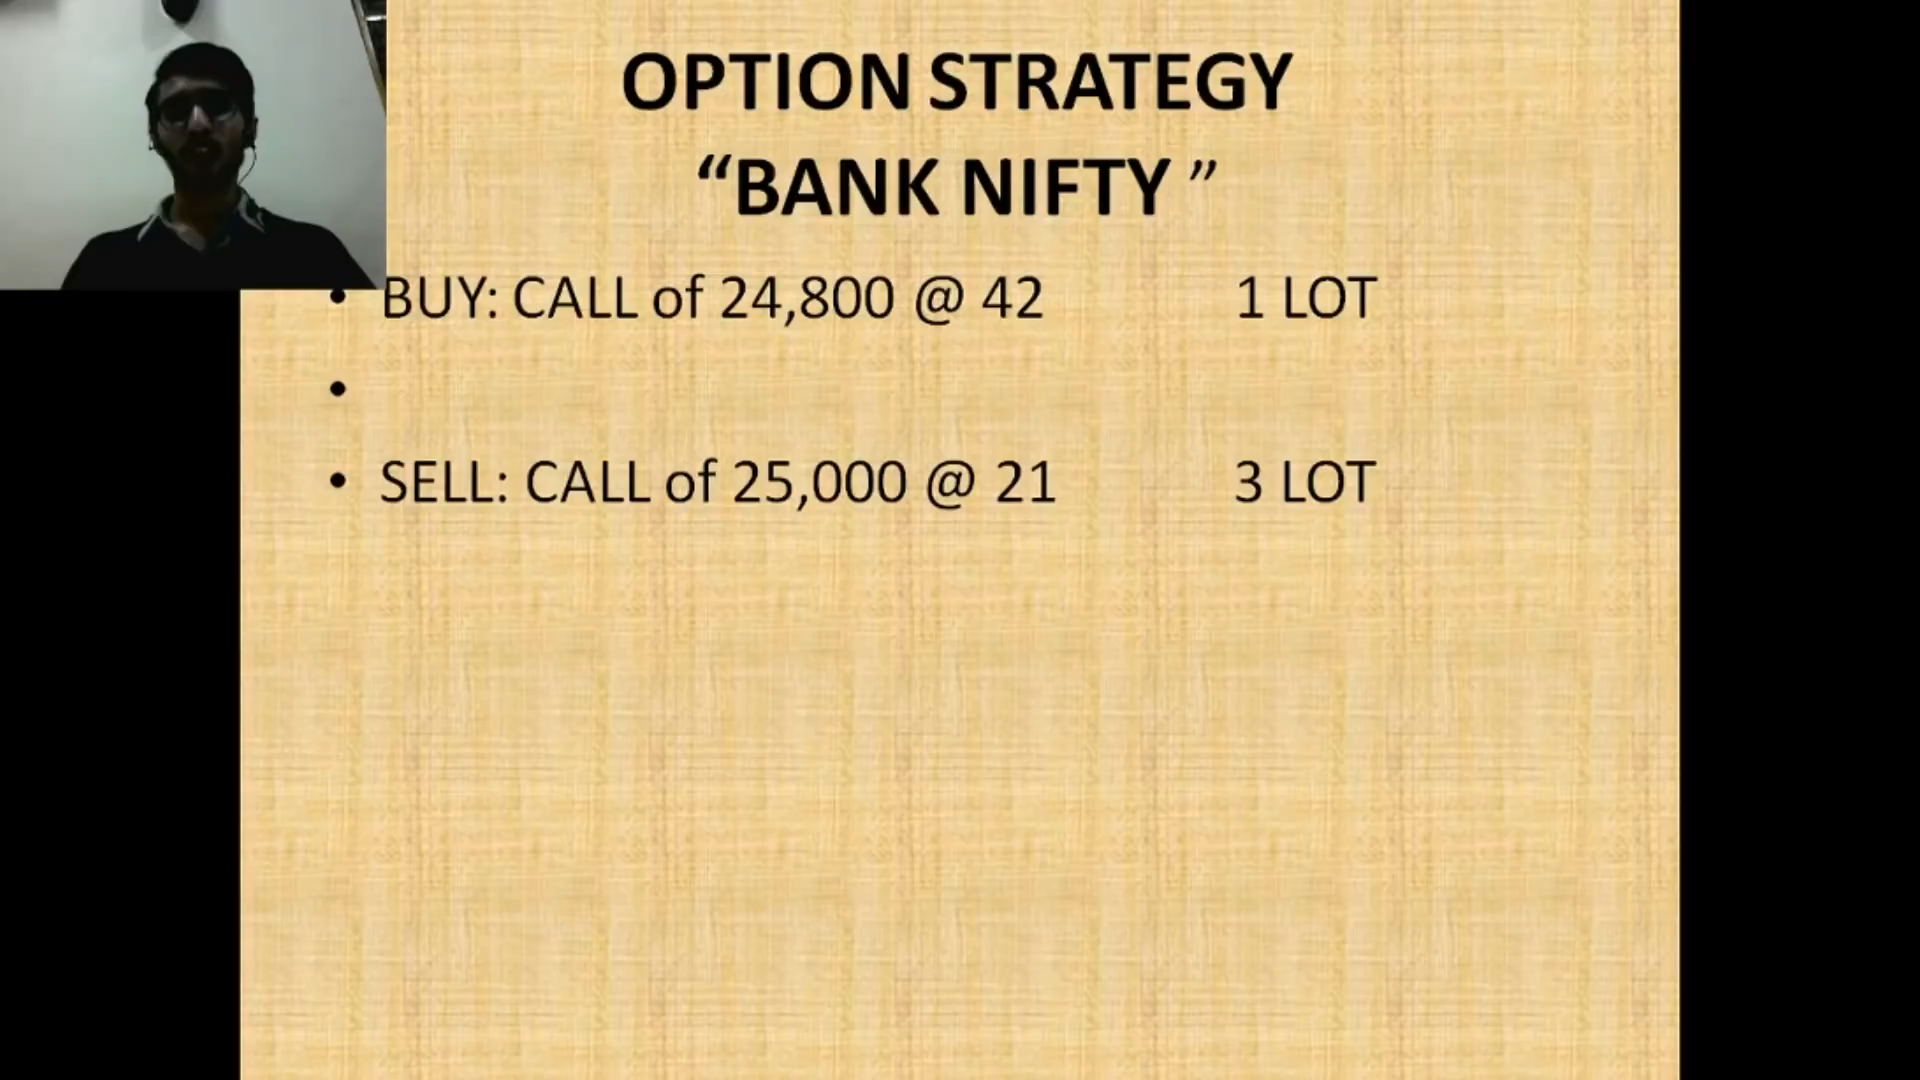 OPTION STRATEGY
“BANK NIFTY ”
• BUY: CALL of 24,800 @ 42 1 LOT
•
• SELL: CALL of 25,000 @ 21 3 LOT